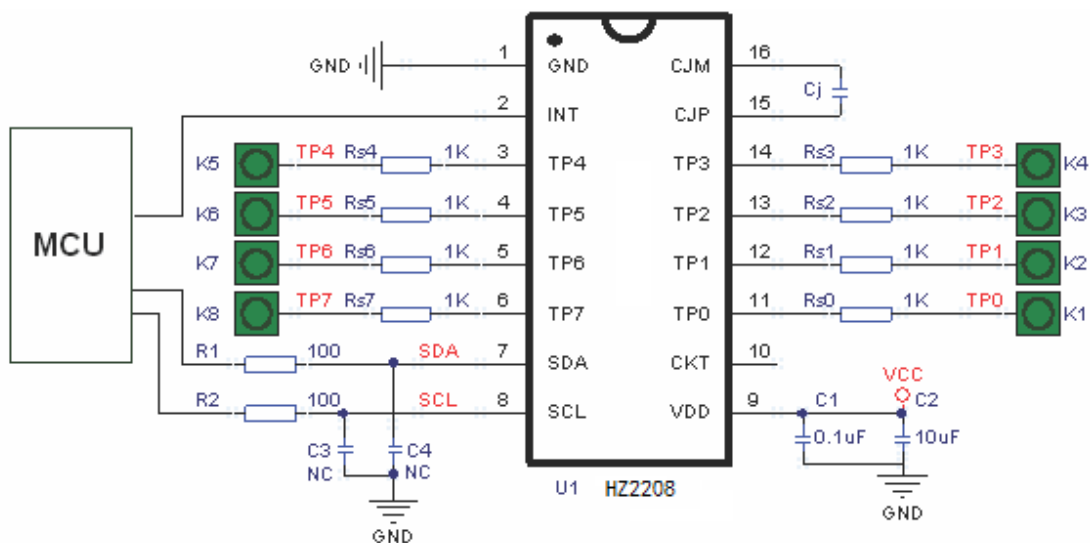 1 16
GND GND CJM
Cj
2 15
INT CJP
K5 TP4 Rs4 1K 3 TP4 TP3 14 Rs3 1K TP3 K4
K6 TP5 Rs5 1K 4 TP5 TP2 13 Rs2 1K TP2 K3
MCU
K7 TP6 Rs6 1K 5 TP6 TP1 12 Rs1 1K TP1 K2
K8 TP7 Rs7 1K 6 TP7 TP0 11 Rs0 1K TP0 K1
R1 100 SDA 7 SDA CKT 10
VCC
R2 100 SCL 8 SCL VDD 9 C1 C2
C3 C4 0.1uF 10uF
NC NC
U1 HZ2208
GND GND